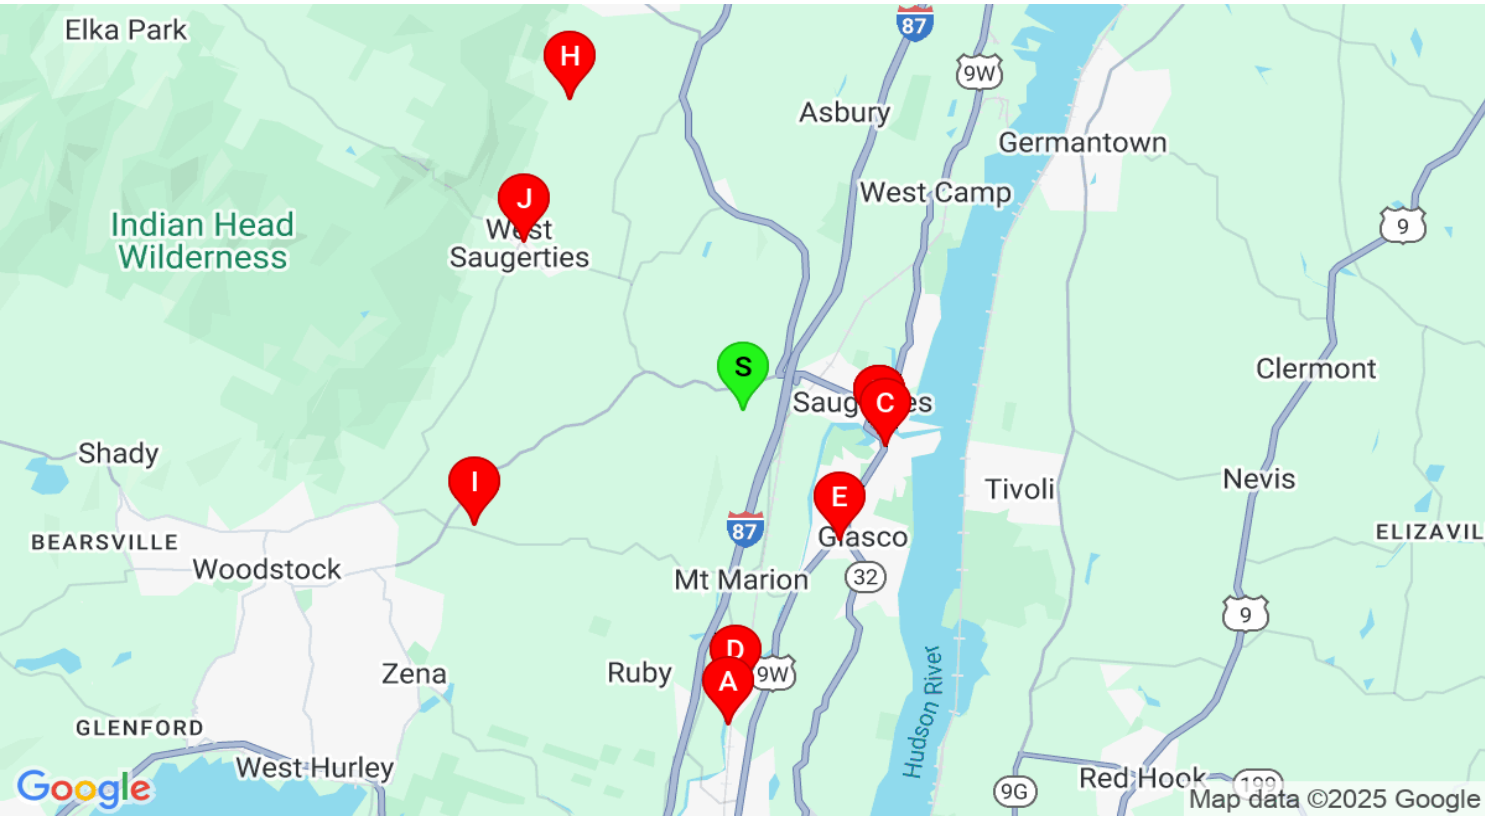 Elka Park
H
87
9W
Asbury
Germantown
J
West Camp
Indian Head
Wilderness
West
Saugerties
9
S
Clermont
C
Shady
I
E
Tivoli
Nevis
87
BEARSVILLE
Glasco
ELIZAVIL
Woodstock
Mt Marion
32
9
D
Zena
Ruby
A
9W
Hudson River
GLENFORD
West Hurley
Red Hook
199
9G
Google
Map data ©2025 Google